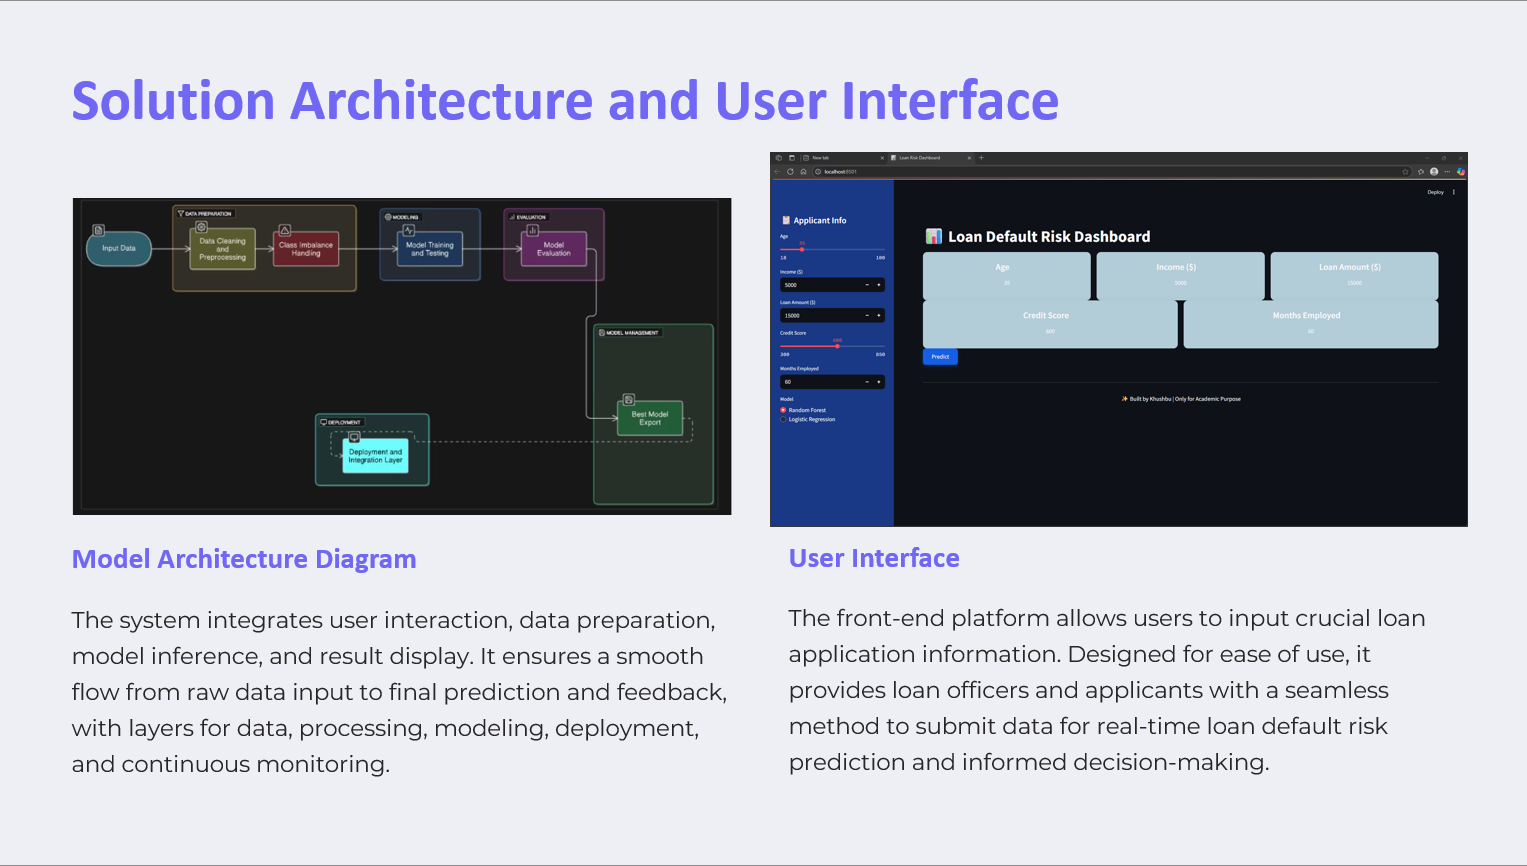 Solution Architecture and User Interface
DATA PREPARATION
MODELING
EVALUATION
Input Data
Data Cleaning
and
Preprocessing
Class Imbalance
Handling
Model Training
and Testing
Model
Evaluation
MODEL MANAGEMENT
Best Model
Export
DEPLOYMENT
Deployment and
Integration Layer
New tab
Loan Risk Dashboard
localhost:8501
Deploy
Applicant Info
Age
35
18 100
Income ($)
5000
Loan Amount ($)
15000
Credit Score
600
300 850
Months Employed
60
Model
Random Forest
Logistic Regression
Loan Default Risk Dashboard
Age
35
Income ($)
5000
Loan Amount ($)
15000
Credit Score
600
Months Employed
60
Predict
Built by Khushbu | Only for Academic Purpose
Model Architecture Diagram
The system integrates user interaction, data preparation,
model inference, and result display. It ensures a smooth
flow from raw data input to final prediction and feedback,
with layers for data, processing, modeling, deployment,
and continuous monitoring.
User Interface
The front-end platform allows users to input crucial loan
application information. Designed for ease of use, it
provides loan officers and applicants with a seamless
method to submit data for real-time loan default risk
prediction and informed decision-making.